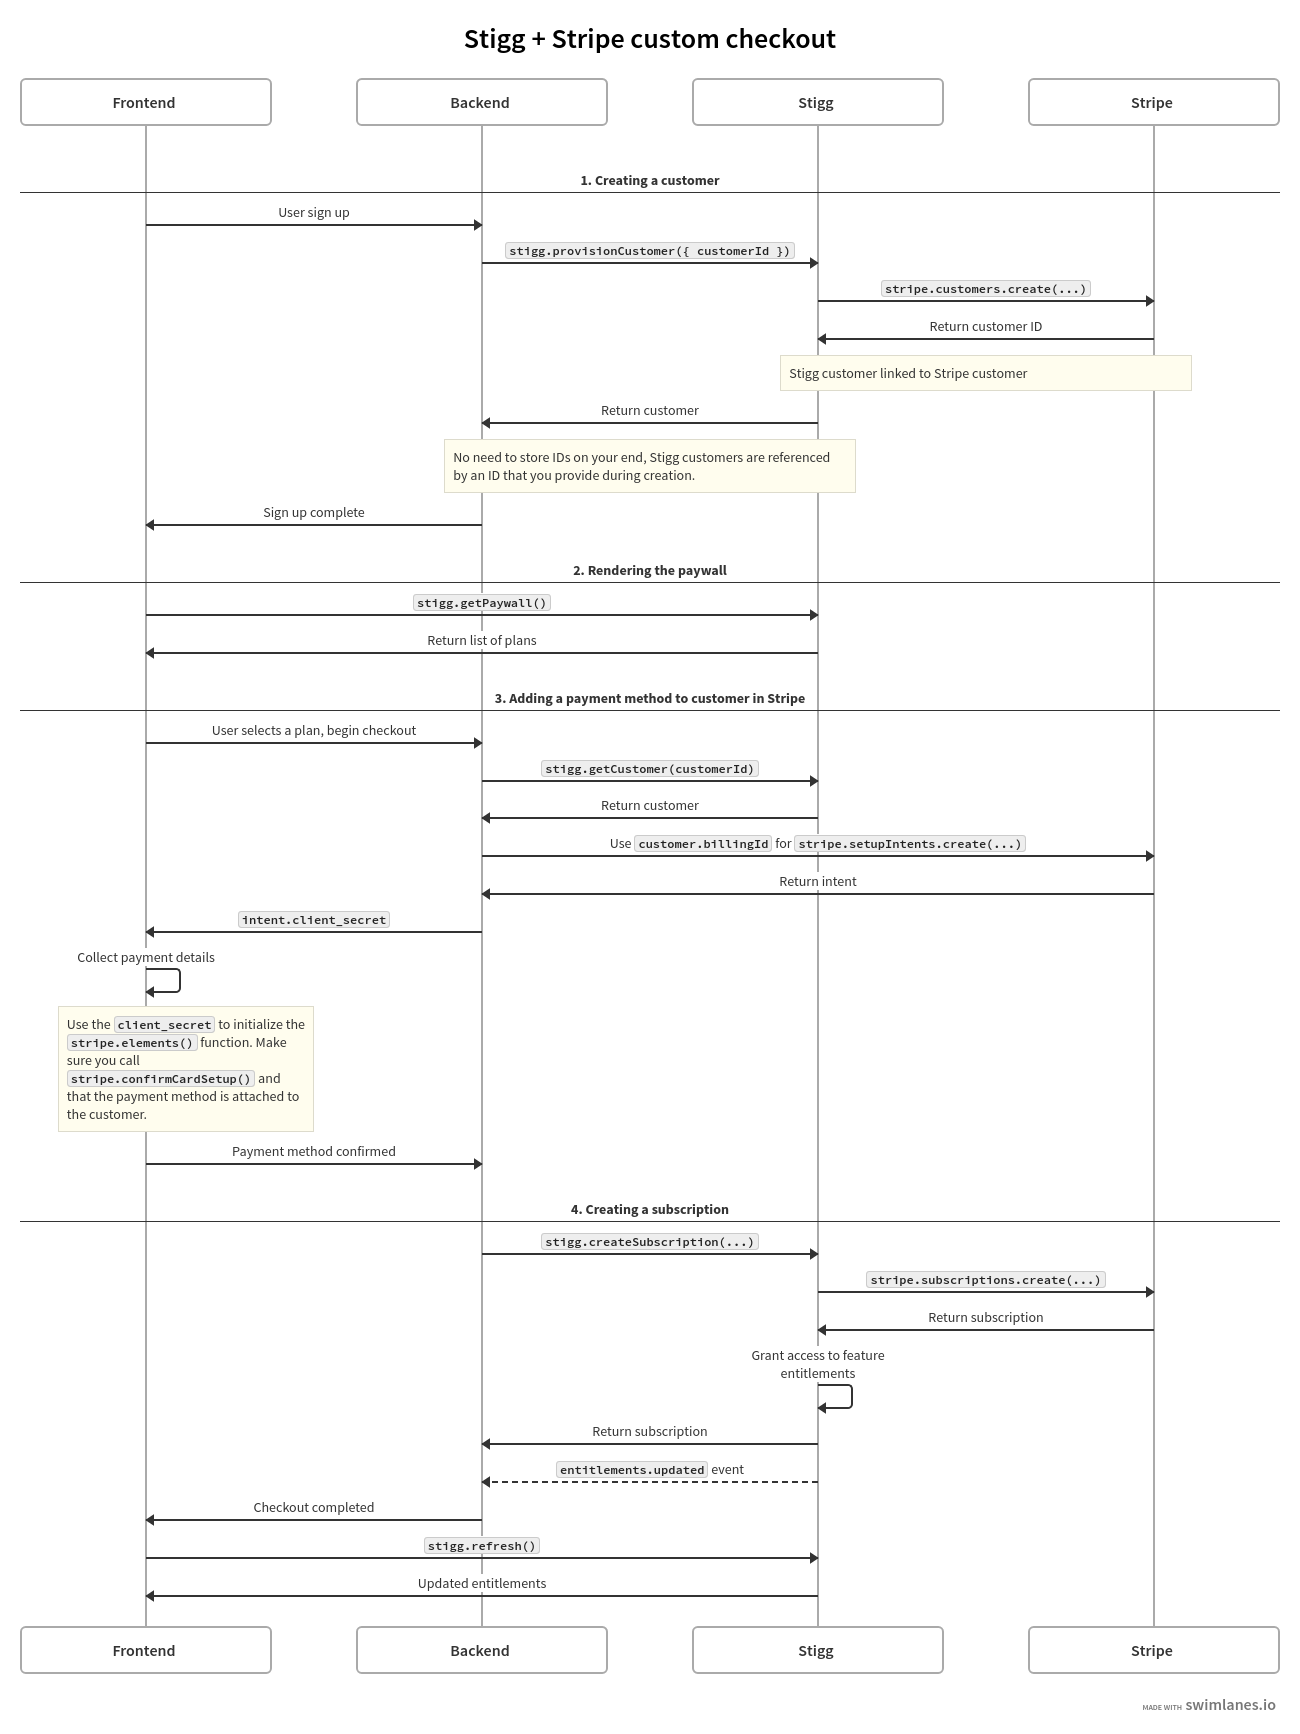 Stigg + Stripe custom checkout
Frontend
Backend
Stigg
Stripe
1. Creating a customer
User sign up
stigg.provisionCustomer({ customerId })
stripe.customers.create(...)
Return customer ID
Stigg customer linked to Stripe customer
Return customer
No need to store IDs on your end, Stigg customers are referenced
by an ID that you provide during creation.
Sign up complete
2. Rendering the paywall
stigg.getPaywall()
Return list of plans
3. Adding a payment method to customer in Stripe
User selects a plan, begin checkout
stigg.getCustomer(customerId)
Return customer
Use customer.billingId for stripe.setupIntents.create(...)
Return intent
intent.client_secret
Collect payment details
Use the client_secret to initialize the
stripe.elements() function. Make
sure you call
stripe.confirmCardSetup() and
that the payment method is attached to
the customer.
Payment method confirmed
4. Creating a subscription
stigg.createSubscription(...)
stripe.subscriptions.create(...)
Return subscription
Grant access to feature
entitlements
Return subscription
entitlements.updated event
Checkout completed
stigg.refresh()
Updated entitlements
Frontend
Backend
Stigg
Stripe
MADE WITH swimlanes.io